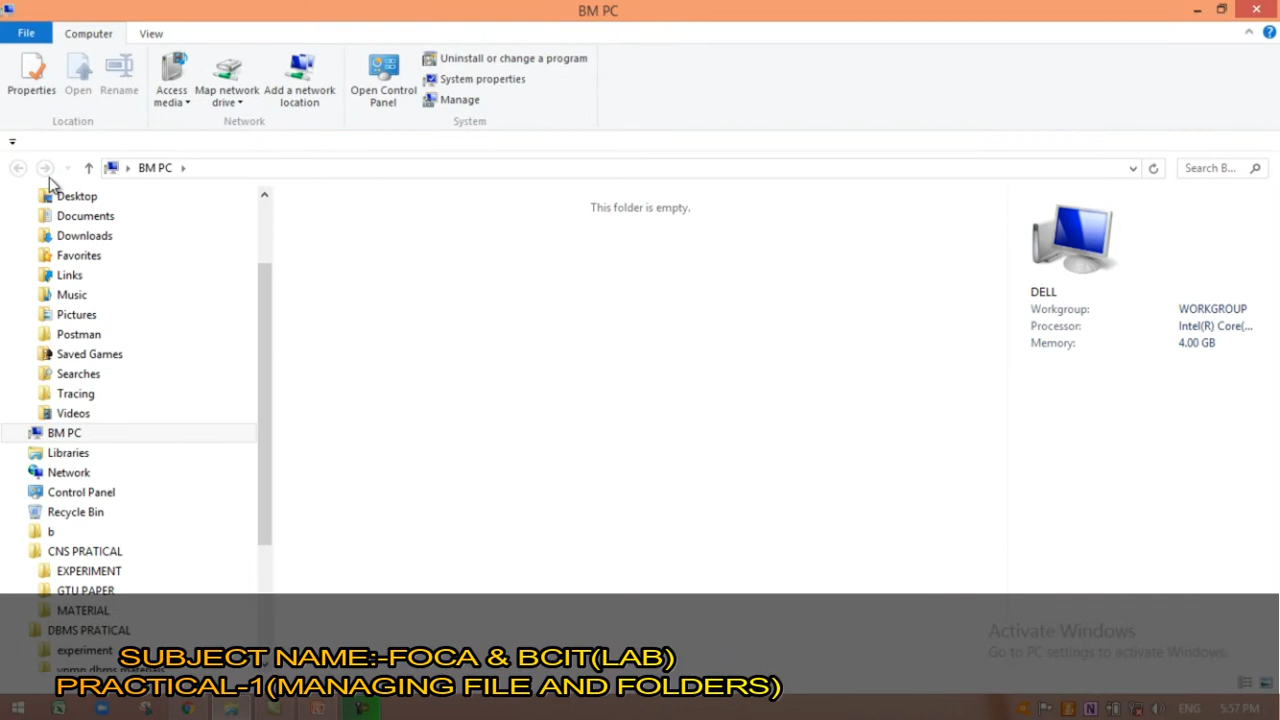 BM PC
File
Computer
View
Properties
Open
Rename
Location
Access media
Map network drive
Add a network location
Network
Open Control Panel
Uninstall or change a program
System properties
Manage
System
BM PC
Search B...
Desktop
Documents
Downloads
Favorites
Links
Music
Pictures
Postman
Saved Games
Searches
Tracing
Videos
BM PC
Libraries
Network
Control Panel
Recycle Bin
b
CNS PRATICAL
EXPERIMENT
GTU PAPER
MATERIAL
DBMS PRATICAL
experiment
This folder is empty.
DELL
Workgroup: WORKGROUP
Processor: Intel(R) Core(...
Memory: 4.00 GB
Activate Windows
Go to PC settings to activate Windows.
SUBJECT NAME:-FOCA & BCIT(LAB)
PRACTICAL-1(MANAGING FILE AND FOLDERS)
ENG
5:57 PM